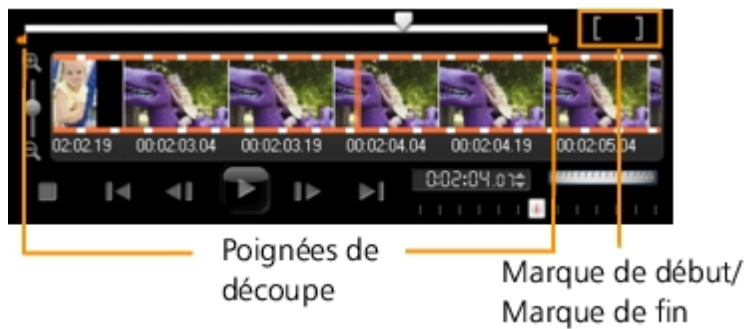 [ ]
02:02.19 00:02:03.04 00:02:03.19 00:02:04.04 00:02:04.19 00:02:05.04
0:02:04.07
Poignées de
découpe
Marque de début/
Marque de fin